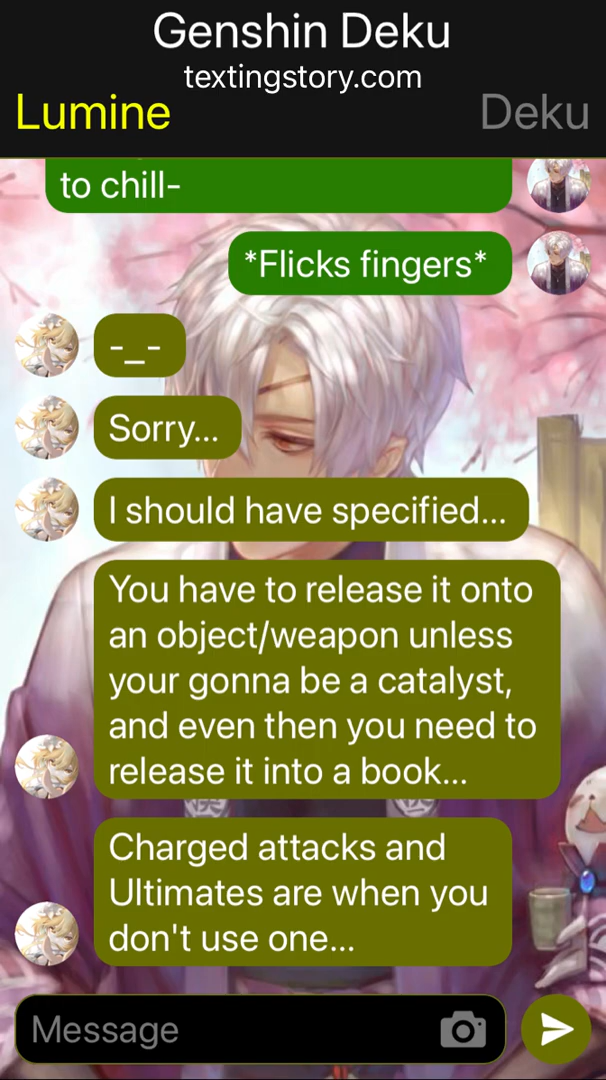 Genshin Deku
textingstory.com
Lumine
Deku
to chill-
*Flicks fingers*
-_-
Sorry...
I should have specified...
You have to release it onto
an object/weapon unless
your gonna be a catalyst,
and even then you need to
release it into a book...
Charged attacks and
Ultimates are when you
don't use one...
Message